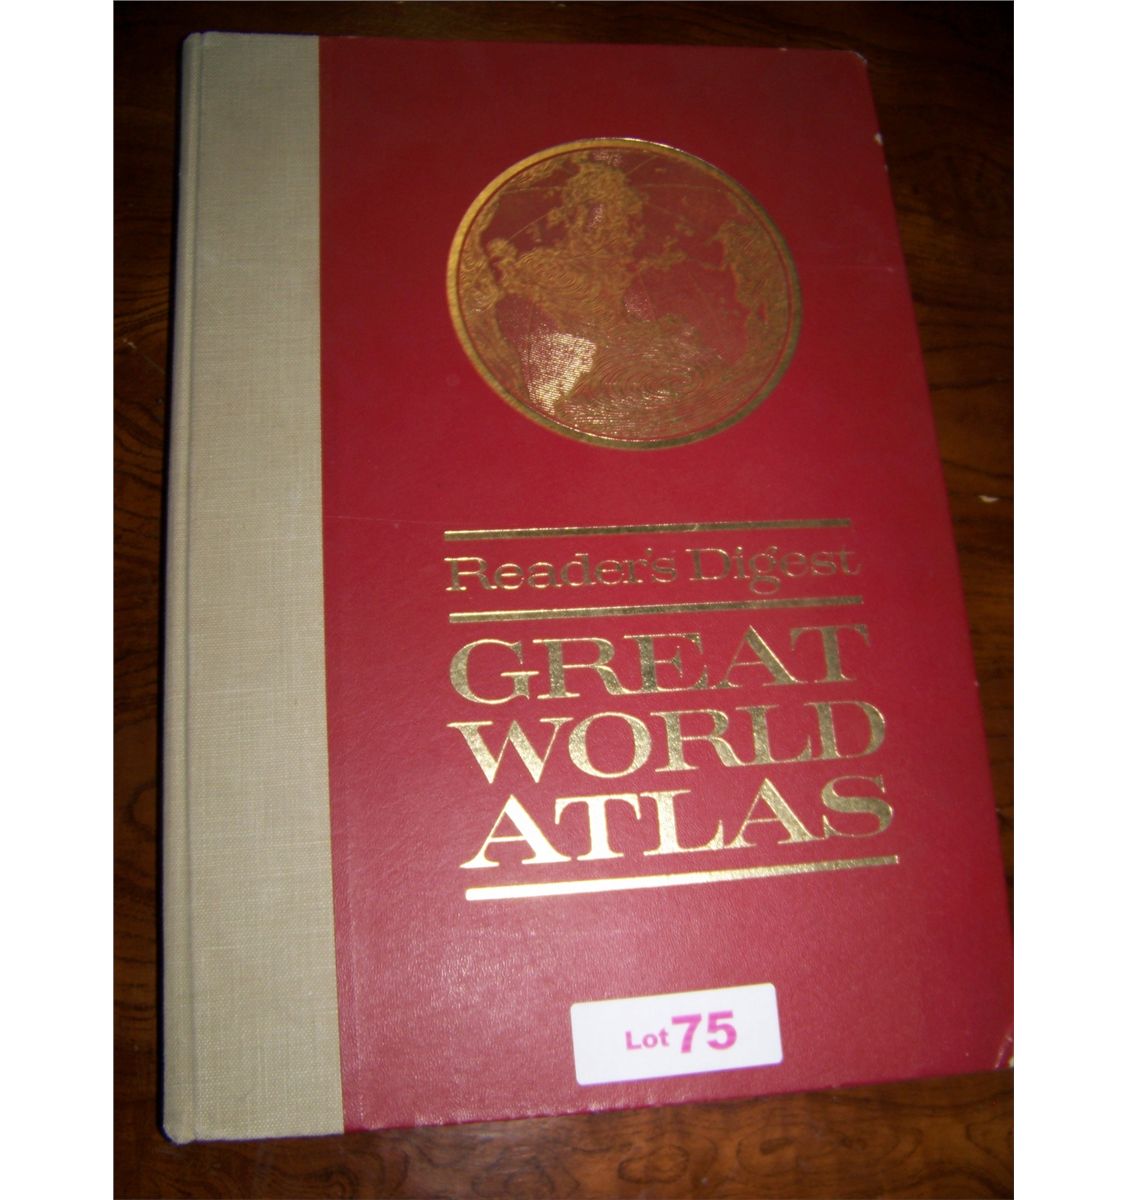 Reader's Digest
GREAT
WORLD
ATLAS
Lot 75